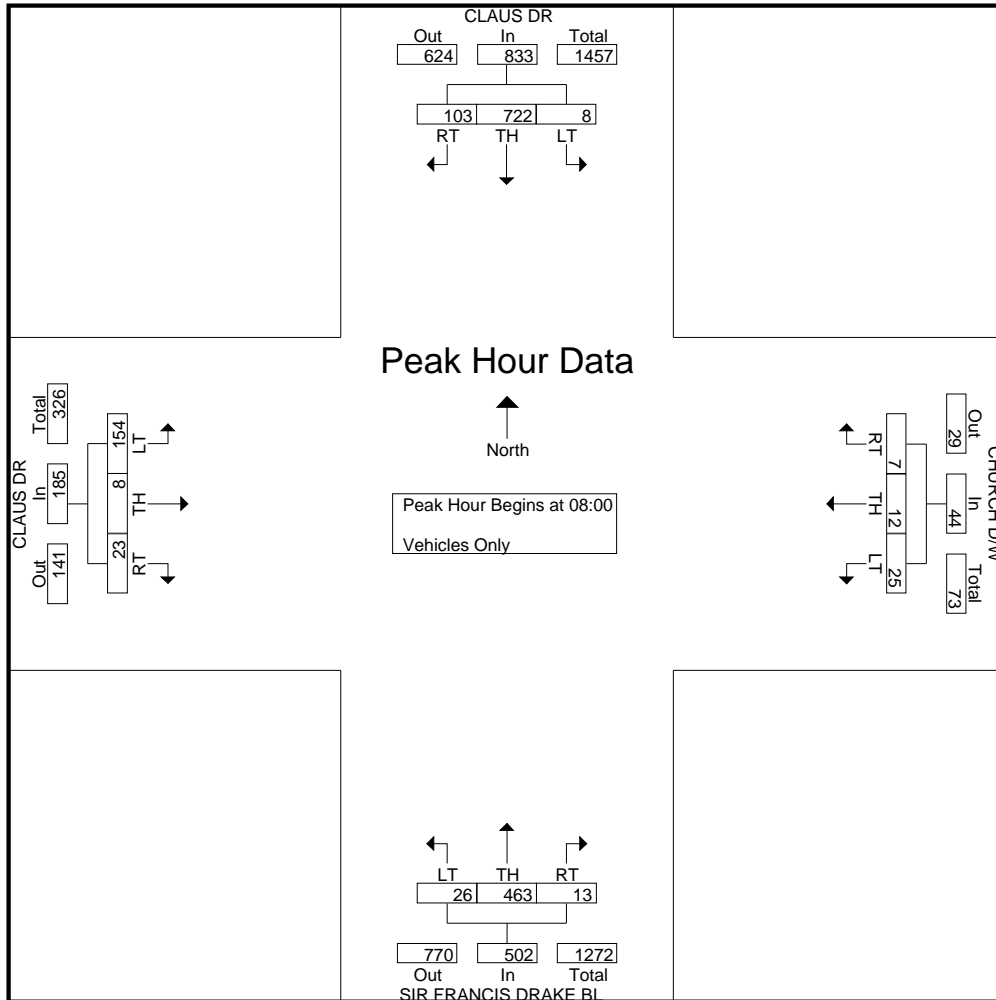 CLAUS DR
Out In Total
624 833 1457
103 722 8
RT TH LT
Peak Hour Data
North
Peak Hour Begins at 08:00
Vehicles Only
CLAUS DR
Total In Out
326 185 141
154 8 23
LT TH RT
RT TH LT
7 12 25
Out In Total
29 44 73
CHURCH D/W
LT TH RT
26 463 13
770 502 1272
Out In Total
SIR FRANCIS DRAKE BL